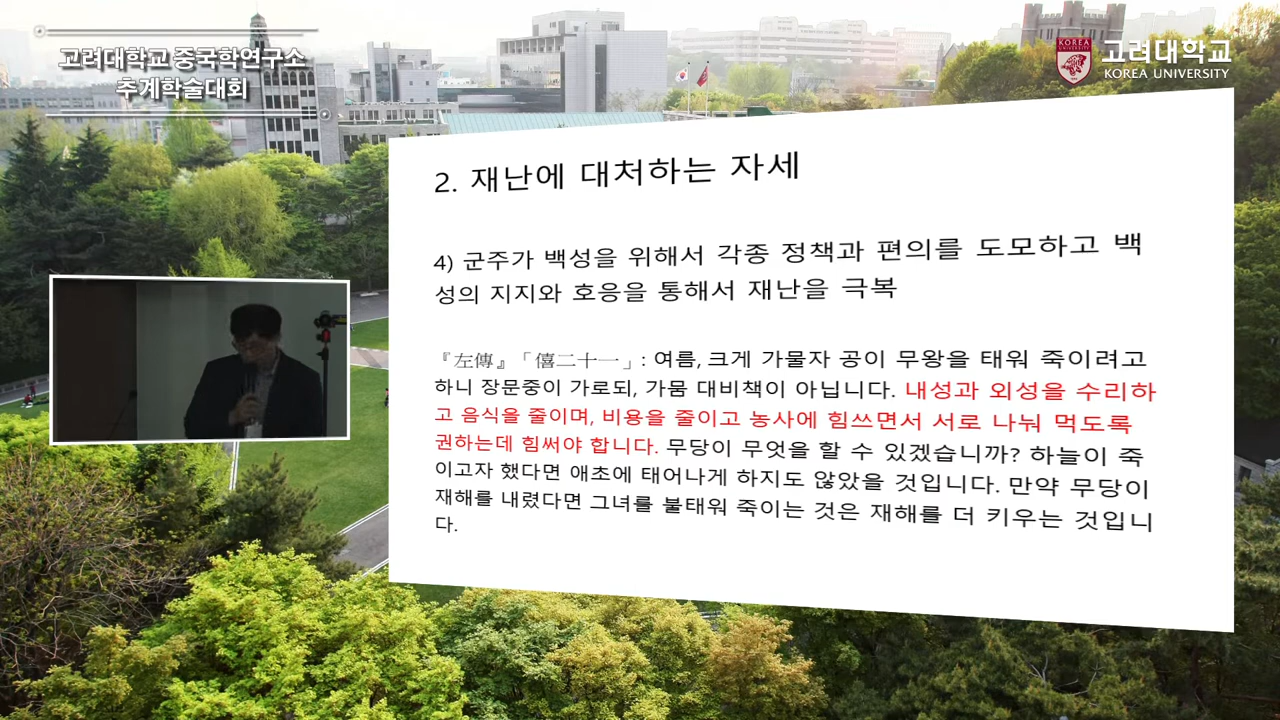 고려대학교 중국학연구소
추계학술대회
KOREA
UNIVERSITY
고려대학교
KOREA UNIVERSITY
2. 재난에 대처하는 자세
4) 군주가 백성을 위해서 각종 정책과 편의를 도모하고 백
성의 지지와 호응을 통해서 재난을 극복
『左傳』「僖二十一」: 여름, 크게 가물자 공이 무왕을 태워 죽이려고
하니 장문중이 가로되, 가뭄 대비책이 아닙니다. 내성과 외성을 수리하
고 음식을 줄이며, 비용을 줄이고 농사에 힘쓰면서 서로 나눠 먹도록
권하는데 힘써야 합니다. 무당이 무엇을 할 수 있겠습니까? 하늘이 죽
이고자 했다면 애초에 태어나게 하지도 않았을 것입니다. 만약 무당이
재해를 내렸다면 그녀를 불태워 죽이는 것은 재해를 더 키우는 것입니
다.